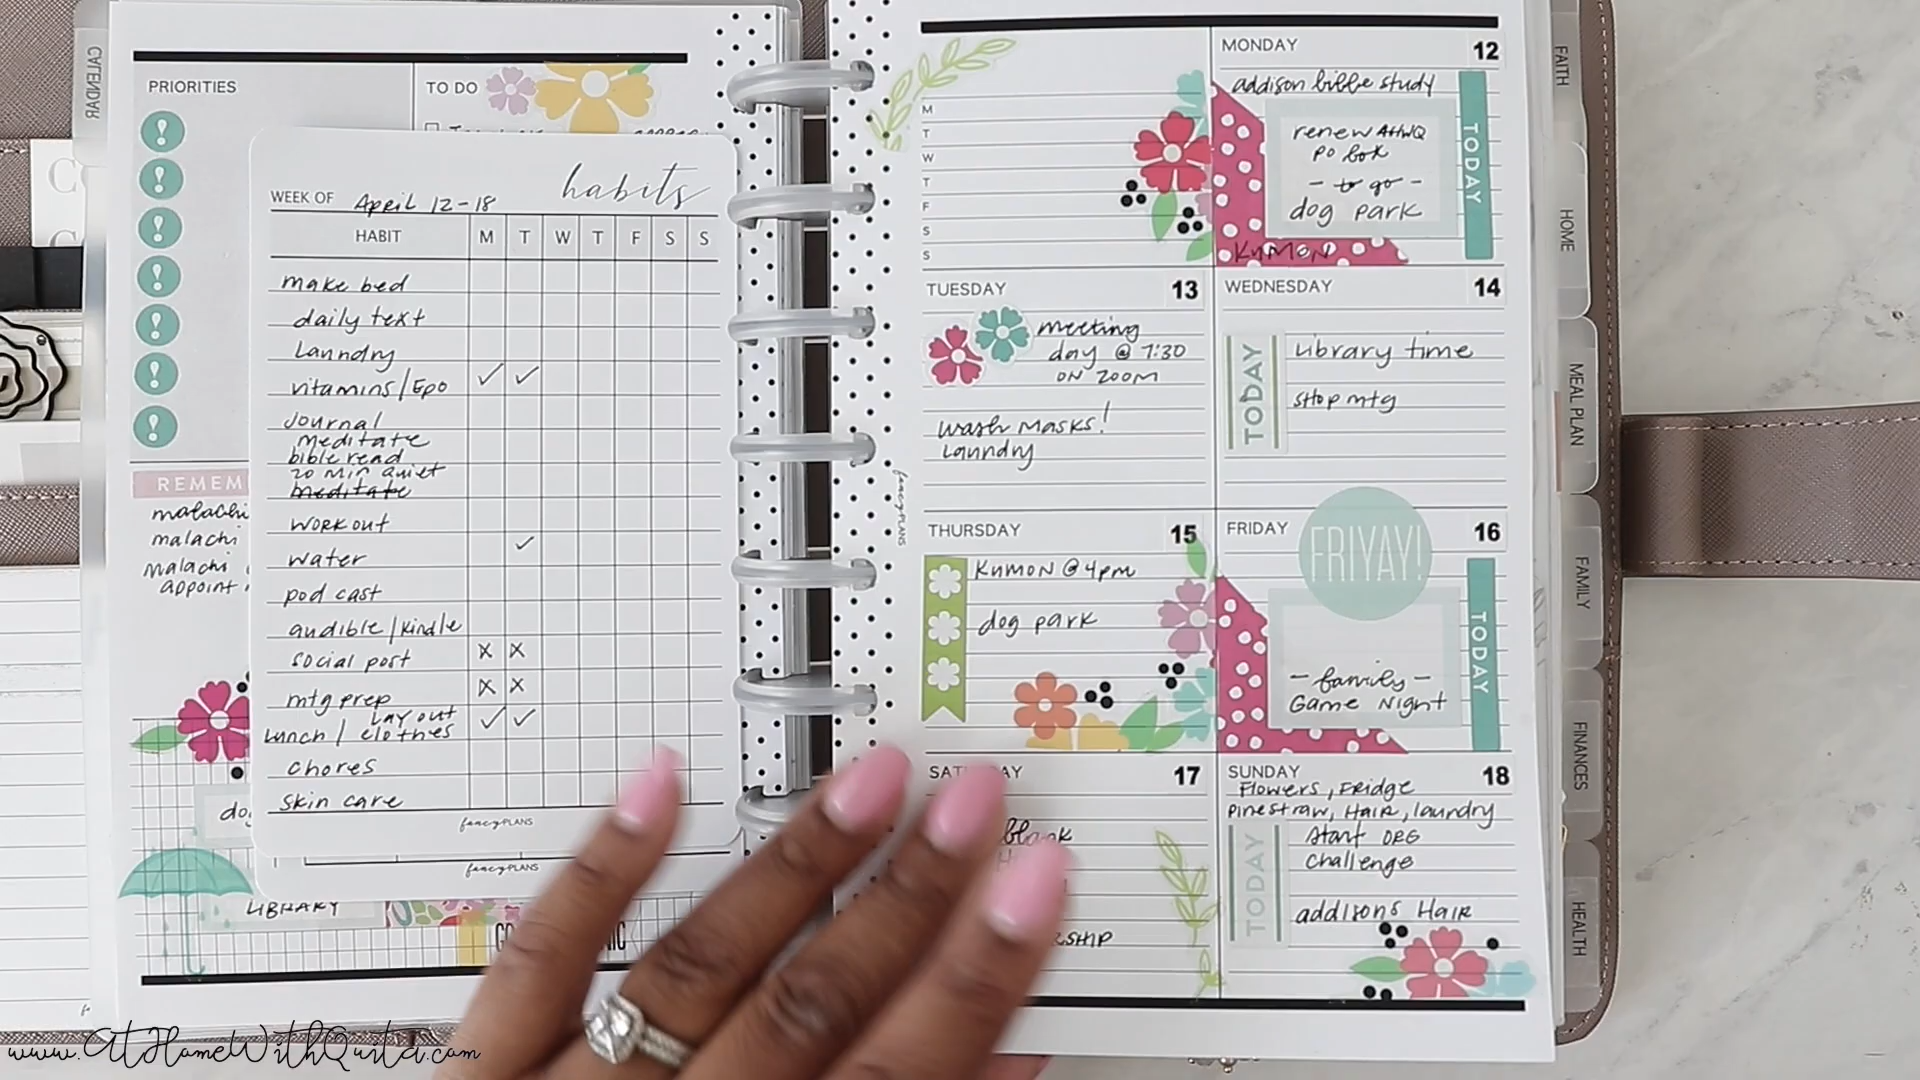 CALENDAR
PRIORITIES
TO DO
habits
WEEK OF April 12-18
HABIT M T W T F S S
make bed
daily text
Laundry
vitamins/Epo
journal
meditate
bible read
20 min quiet
meditate
workout
water
pod cast
audible/kindle
social post
mtg prep
lay out
lunch/ clothes
chores
skin care
fancyPLANS
fancyPLANS
REMEM
malachi
malachi
malachi
appoint
LIBRARY
M
T
W
T
F
S
S
MONDAY 12
addison bible study
renew AHWQ
PO box
- to go -
dog park
KUMON
TODAY
TUESDAY 13
meeting
day @ 7:30
ON ZOOM
wash masks!
laundry
WEDNESDAY 14
TODAY
Library time
shop mtg
fancyPLANS
THURSDAY 15
KUMON @ 4pm
dog park
FRIDAY 16
FRIYAY!
- family -
Game Night
TODAY
17
SUNDAY 18
Flowers, Fridge
pinestraw, Hair, laundry
Start ORG
challenge
TODAY
addisons Hair
FAITH
HOME
MEAL PLAN
FAMILY
FINANCES
HEALTH
www.AtHomeWithQuita.com